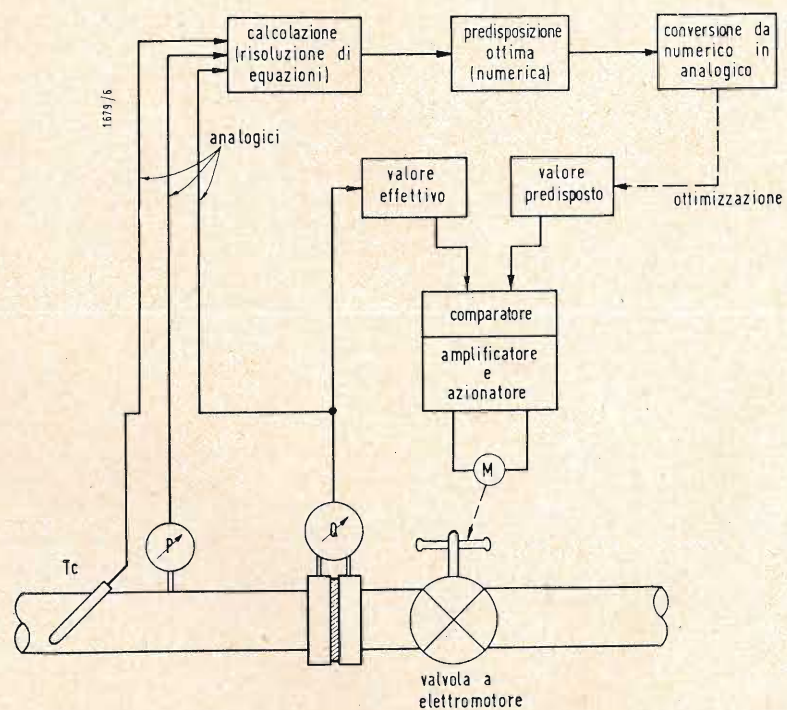 calcolazione
(risoluzione di
equazioni)
predisposizione
ottima
(numerica)
conversione da
numerico in
analogico
1679/6
analogici
valore
effettivo
valore
predisposto
ottimizzazione
comparatore
amplificatore
e
azionatore
M
Q
P
Tc
valvola a
elettromotore